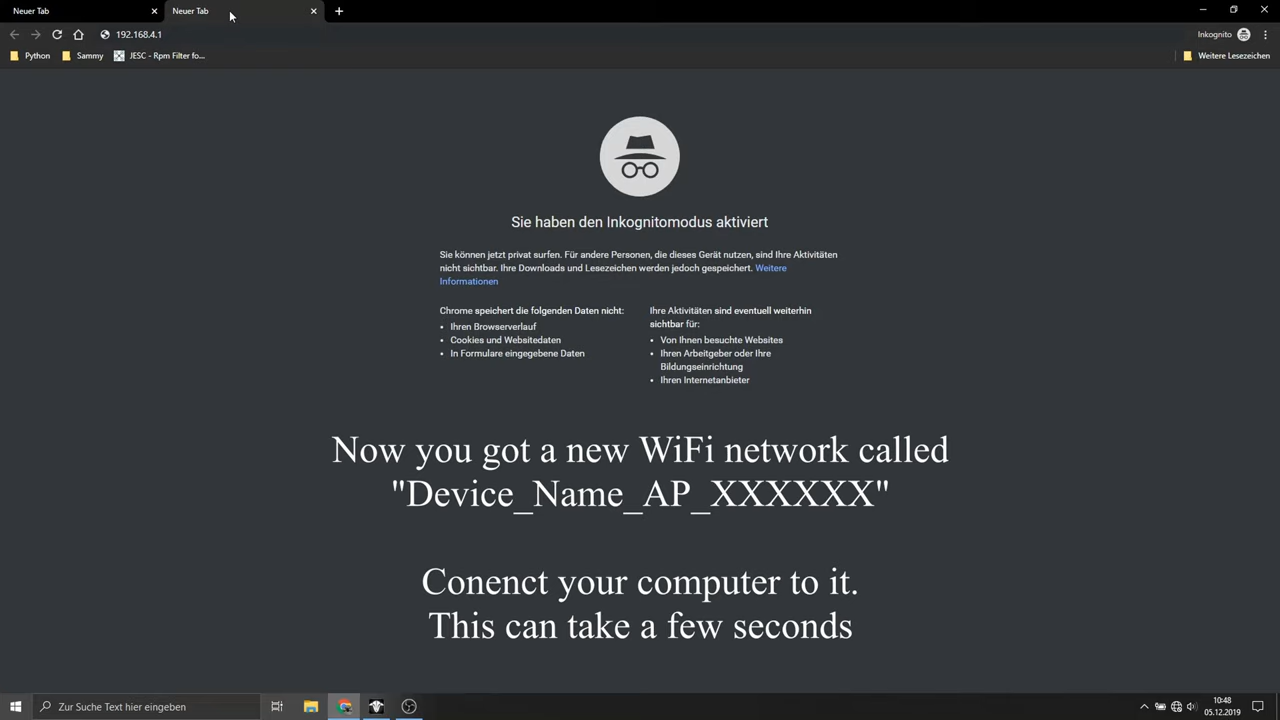 Neuer Tab
Neuer Tab
192.168.4.1
Inkognito
Python
Sammy
JESC - Rpm Filter fo...
Weitere Lesezeichen
Sie haben den Inkognitomodus aktiviert
Sie können jetzt privat surfen. Für andere Personen, die dieses Gerät nutzen, sind Ihre Aktivitäten
nicht sichtbar. Ihre Downloads und Lesezeichen werden jedoch gespeichert. Weitere
Informationen
Chrome speichert die folgenden Daten nicht:
Ihren Browserverlauf
Cookies und Websitedaten
In Formulare eingegebene Daten
Ihre Aktivitäten sind eventuell weiterhin
sichtbar für:
Von Ihnen besuchte Websites
Ihren Arbeitgeber oder Ihre
Bildungseinrichtung
Ihren Internetanbieter
Now you got a new WiFi network called
"Device_Name_AP_XXXXXX"
Conenct your computer to it.
This can take a few seconds
Zur Suche Text hier eingeben
10:48
05.12.2019